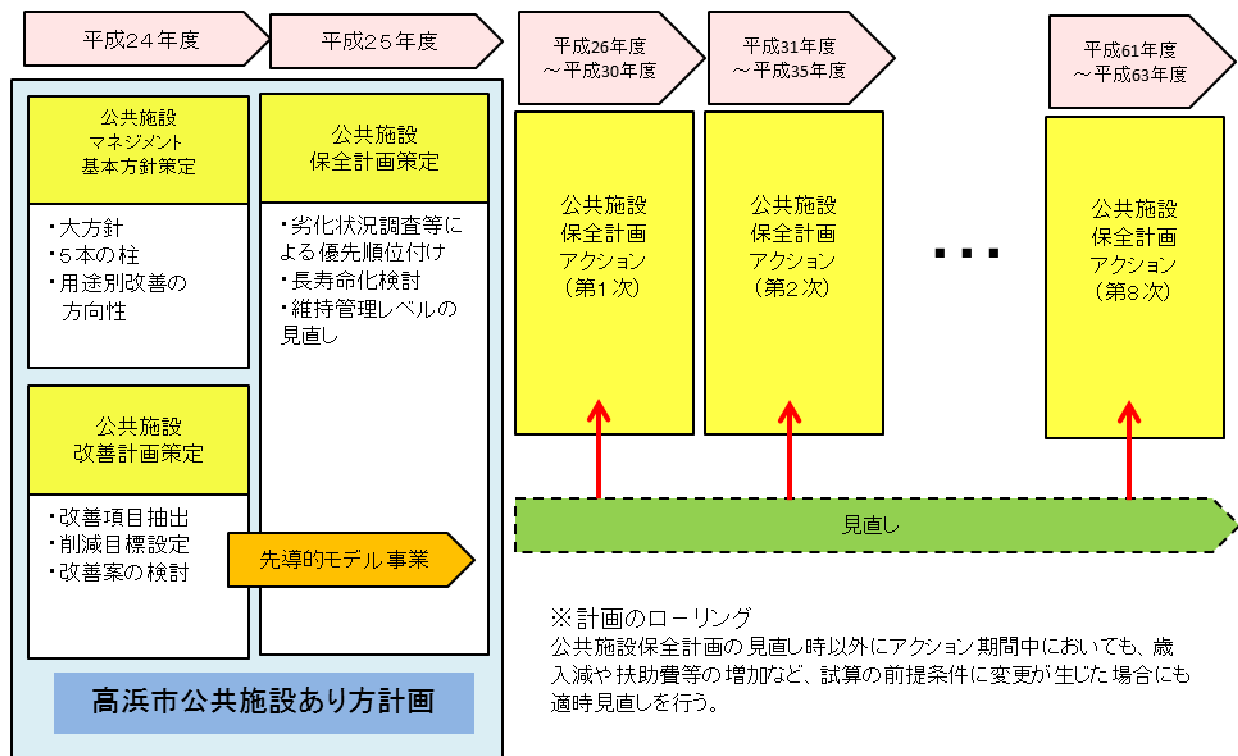 平成24年度
平成25年度
平成26年度
～平成30年度
平成31年度
～平成35年度
平成61年度
～平成63年度
公共施設
マネジメント
基本方針策定
・大方針
・5本の柱
・用途別改善の
方向性
公共施設
改善計画策定
・改善項目抽出
・削減目標設定
・改善案の検討
公共施設
保全計画策定
・劣化状況調査等に
よる優先順位付け
・長寿命化検討
・維持管理レベルの
見直し
先導的モデル事業
高浜市公共施設あり方計画
公共施設
保全計画
アクション
（第1次）
公共施設
保全計画
アクション
（第2次）
・・・
公共施設
保全計画
アクション
（第8次）
見直し
※計画のローリング
公共施設保全計画の見直し時以外にアクション期間中においても、歳
入減や扶助費等の増加など、試算の前提条件に変更が生じた場合にも
適時見直しを行う。